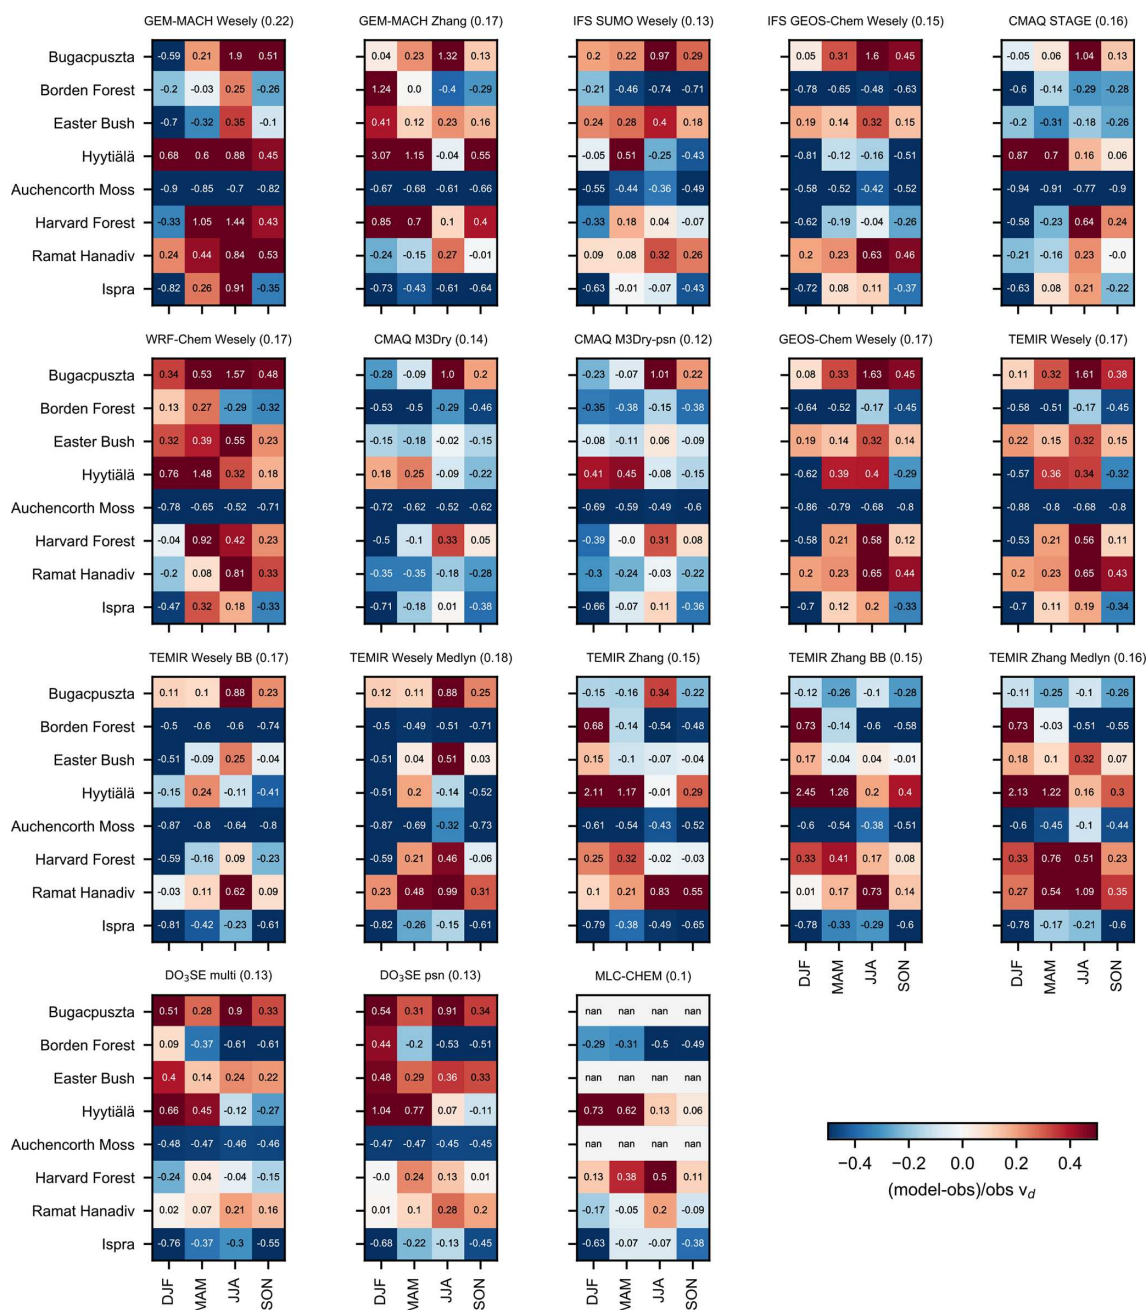 GEM-MACH Wesely (0.22) GEM-MACH Zhang (0.17) IFS SUMO Wesely (0.13) IFS GEOS-Chem Wesely (0.15) CMAQ STAGE (0.16)
Bugacpuszta -0.59 0.21 1.9 0.51 0.04 0.23 1.32 0.13 0.2 0.22 0.97 0.29 0.05 0.31 1.6 0.45 -0.05 0.06 1.04 0.13
Borden Forest -0.2 -0.03 0.25 -0.26 1.24 0.0 -0.4 -0.29 -0.21 -0.46 -0.74 -0.71 -0.78 -0.65 -0.48 -0.63 -0.6 -0.14 -0.29 -0.28
Easter Bush -0.7 -0.32 0.35 -0.1 0.41 0.12 0.23 0.16 0.24 0.28 0.4 0.18 0.19 0.14 0.32 0.15 -0.2 -0.31 -0.18 -0.26
Hyytiälä 0.68 0.6 0.88 0.45 3.07 1.15 -0.04 0.55 -0.05 0.51 -0.25 -0.43 -0.81 -0.12 -0.16 -0.51 0.87 0.7 0.16 0.06
Auchencorth Moss -0.9 -0.85 -0.7 -0.82 -0.67 -0.68 -0.61 -0.66 -0.55 -0.44 -0.36 -0.49 -0.58 -0.52 -0.42 -0.52 -0.94 -0.91 -0.77 -0.9
Harvard Forest -0.33 1.05 1.44 0.43 0.85 0.7 0.1 0.4 -0.33 0.18 0.04 -0.07 -0.62 -0.19 -0.04 -0.26 -0.58 -0.23 0.64 0.24
Ramat Hanadiv 0.24 0.44 0.84 0.53 -0.24 -0.15 0.27 -0.01 0.09 0.08 0.32 0.26 0.2 0.23 0.63 0.46 -0.21 -0.16 0.23 -0.0
Ispra -0.82 0.26 0.91 -0.35 -0.73 -0.43 -0.61 -0.64 -0.63 -0.01 -0.07 -0.43 -0.72 0.08 0.11 -0.37 -0.63 0.08 0.21 -0.22
WRF-Chem Wesely (0.17) CMAQ M3Dry (0.14) CMAQ M3Dry-psn (0.12) GEOS-Chem Wesely (0.17) TEMIR Wesely (0.17)
Bugacpuszta 0.34 0.53 1.57 0.48 -0.28 -0.09 1.0 0.2 -0.23 -0.07 1.01 0.22 0.08 0.33 1.63 0.45 0.11 0.32 1.61 0.38
Borden Forest 0.13 0.27 -0.29 -0.32 -0.53 -0.5 -0.29 -0.46 -0.35 -0.38 -0.15 -0.38 -0.64 -0.52 -0.17 -0.45 -0.58 -0.51 -0.17 -0.45
Easter Bush 0.32 0.39 0.55 0.23 -0.15 -0.18 -0.02 -0.15 -0.08 -0.11 0.06 -0.09 0.19 0.14 0.32 0.14 0.22 0.15 0.32 0.15
Hyytiälä 0.76 1.48 0.32 0.18 0.18 0.25 -0.09 -0.22 0.41 0.45 -0.08 -0.15 -0.62 0.39 0.4 -0.29 -0.57 0.36 0.34 -0.32
Auchencorth Moss -0.78 -0.65 -0.52 -0.71 -0.72 -0.62 -0.52 -0.62 -0.69 -0.59 -0.49 -0.6 -0.86 -0.79 -0.68 -0.8 -0.88 -0.8 -0.68 -0.8
Harvard Forest -0.04 0.92 0.42 0.23 -0.5 -0.1 0.33 0.05 -0.39 -0.0 0.31 0.08 -0.58 0.21 0.58 0.12 -0.53 0.21 0.56 0.11
Ramat Hanadiv -0.2 0.08 0.81 0.33 -0.35 -0.35 -0.18 -0.28 -0.3 -0.24 -0.03 -0.22 0.2 0.23 0.65 0.44 0.2 0.23 0.65 0.43
Ispra -0.47 0.32 0.18 -0.33 -0.71 -0.18 0.01 -0.38 -0.66 -0.07 0.11 -0.36 -0.7 0.12 0.2 -0.33 -0.7 0.11 0.19 -0.34
TEMIR Wesely BB (0.17) TEMIR Wesely Medlyn (0.18) TEMIR Zhang (0.15) TEMIR Zhang BB (0.15) TEMIR Zhang Medlyn (0.16)
Bugacpuszta 0.11 0.1 0.88 0.23 0.12 0.11 0.88 0.25 -0.15 -0.16 0.34 -0.22 -0.12 -0.26 -0.1 -0.28 -0.11 -0.25 -0.1 -0.26
Borden Forest -0.5 -0.6 -0.6 -0.74 -0.5 -0.49 -0.51 -0.71 0.68 -0.14 -0.54 -0.48 0.73 -0.14 -0.6 -0.58 0.73 -0.03 -0.51 -0.55
Easter Bush -0.51 -0.09 0.25 -0.04 -0.51 0.04 0.51 0.03 0.15 -0.1 -0.07 -0.04 0.17 -0.04 0.04 -0.01 0.18 0.1 0.32 0.07
Hyytiälä -0.15 0.24 -0.11 -0.41 -0.51 0.2 -0.14 -0.52 2.11 1.17 -0.01 0.29 2.45 1.26 0.2 0.4 2.13 1.22 0.16 0.3
Auchencorth Moss -0.87 -0.8 -0.64 -0.8 -0.87 -0.69 -0.32 -0.73 -0.61 -0.54 -0.43 -0.52 -0.6 -0.54 -0.38 -0.51 -0.6 -0.45 -0.1 -0.44
Harvard Forest -0.59 -0.16 0.09 -0.23 -0.59 0.21 0.46 -0.06 0.25 0.32 -0.02 -0.03 0.33 0.41 0.17 0.08 0.33 0.76 0.51 0.23
Ramat Hanadiv -0.03 0.11 0.62 0.09 0.23 0.48 0.99 0.31 0.1 0.21 0.83 0.55 0.01 0.17 0.73 0.14 0.27 0.54 1.09 0.35
Ispra -0.81 -0.42 -0.23 -0.61 -0.82 -0.26 -0.15 -0.61 -0.79 -0.38 -0.49 -0.65 -0.78 -0.33 -0.29 -0.6 -0.78 -0.17 -0.21 -0.6
DJF MAM JJA SON DJF MAM JJA SON
DO₃SE multi (0.13) DO₃SE psn (0.13) MLC-CHEM (0.1)
Bugacpuszta 0.51 0.28 0.9 0.33 0.54 0.31 0.91 0.34 nan nan nan nan
Borden Forest 0.09 -0.37 -0.61 -0.61 0.44 -0.2 -0.53 -0.51 -0.29 -0.31 -0.5 -0.49
Easter Bush 0.4 0.14 0.24 0.22 0.48 0.29 0.36 0.33 nan nan nan nan
Hyytiälä 0.66 0.45 -0.12 -0.27 1.04 0.77 0.07 -0.11 0.73 0.62 0.13 0.06
Auchencorth Moss -0.48 -0.47 -0.46 -0.46 -0.47 -0.47 -0.45 -0.45 nan nan nan nan
Harvard Forest -0.24 0.04 -0.04 -0.15 -0.0 0.24 0.13 0.01 0.13 0.38 0.5 0.11
Ramat Hanadiv 0.02 0.07 0.21 0.16 0.01 0.1 0.28 0.2 -0.17 -0.05 0.2 -0.09
Ispra -0.76 -0.37 -0.3 -0.55 -0.68 -0.22 -0.13 -0.45 -0.63 -0.07 -0.07 -0.38
DJF MAM JJA SON DJF MAM JJA SON DJF MAM JJA SON
−0.4 −0.2 0.0 0.2 0.4
(model-obs)/obs v_d